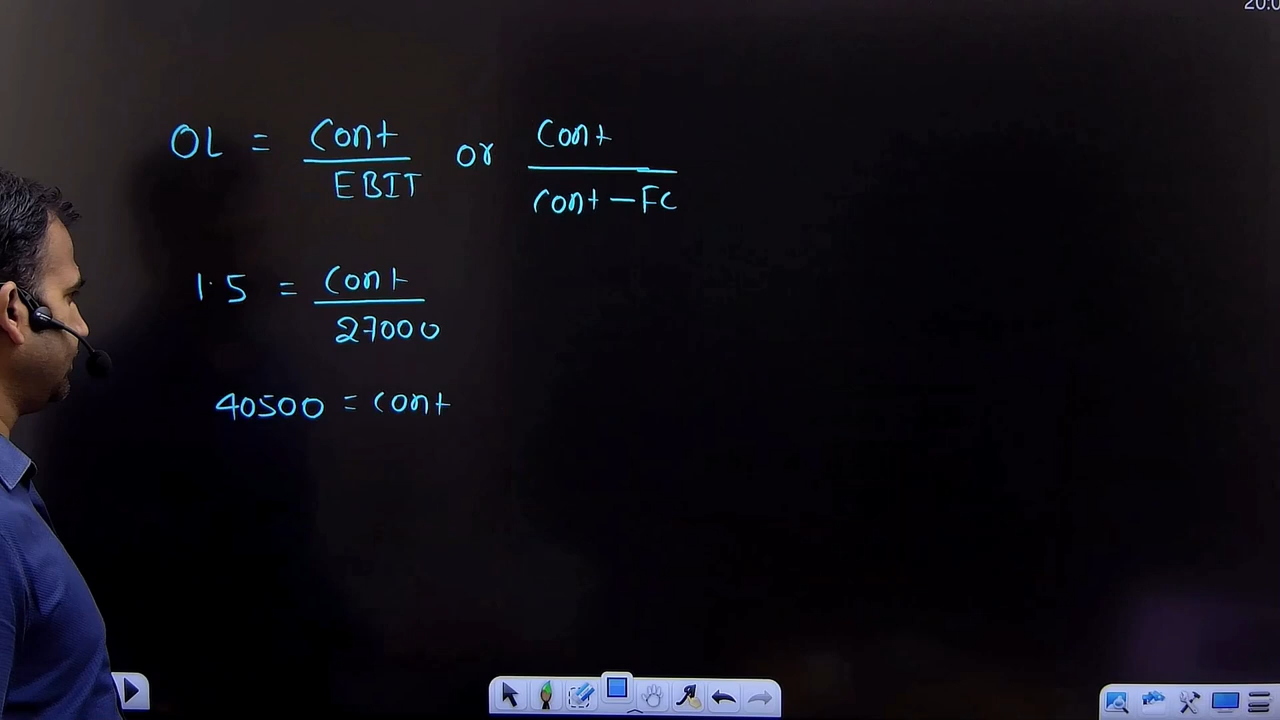 OL = Cont / EBIT or Cont / Cont - FC
1.5 = Cont / 27000
40500 = Cont